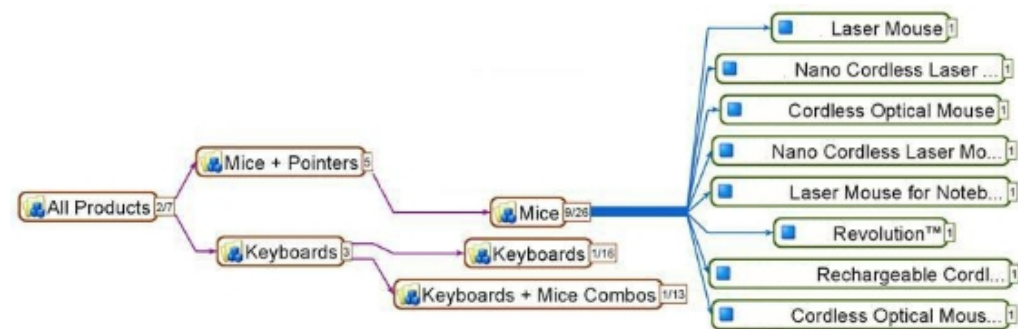 All Products 2/7
Mice + Pointers 5
Keyboards 3
Mice 9/26
Keyboards 1/16
Keyboards + Mice Combos 1/13
Laser Mouse 1
Nano Cordless Laser ... 1
Cordless Optical Mouse 1
Nano Cordless Laser Mo... 1
Laser Mouse for Noteb... 1
Revolution™ 1
Rechargeable Cordl... 1
Cordless Optical Mous... 1